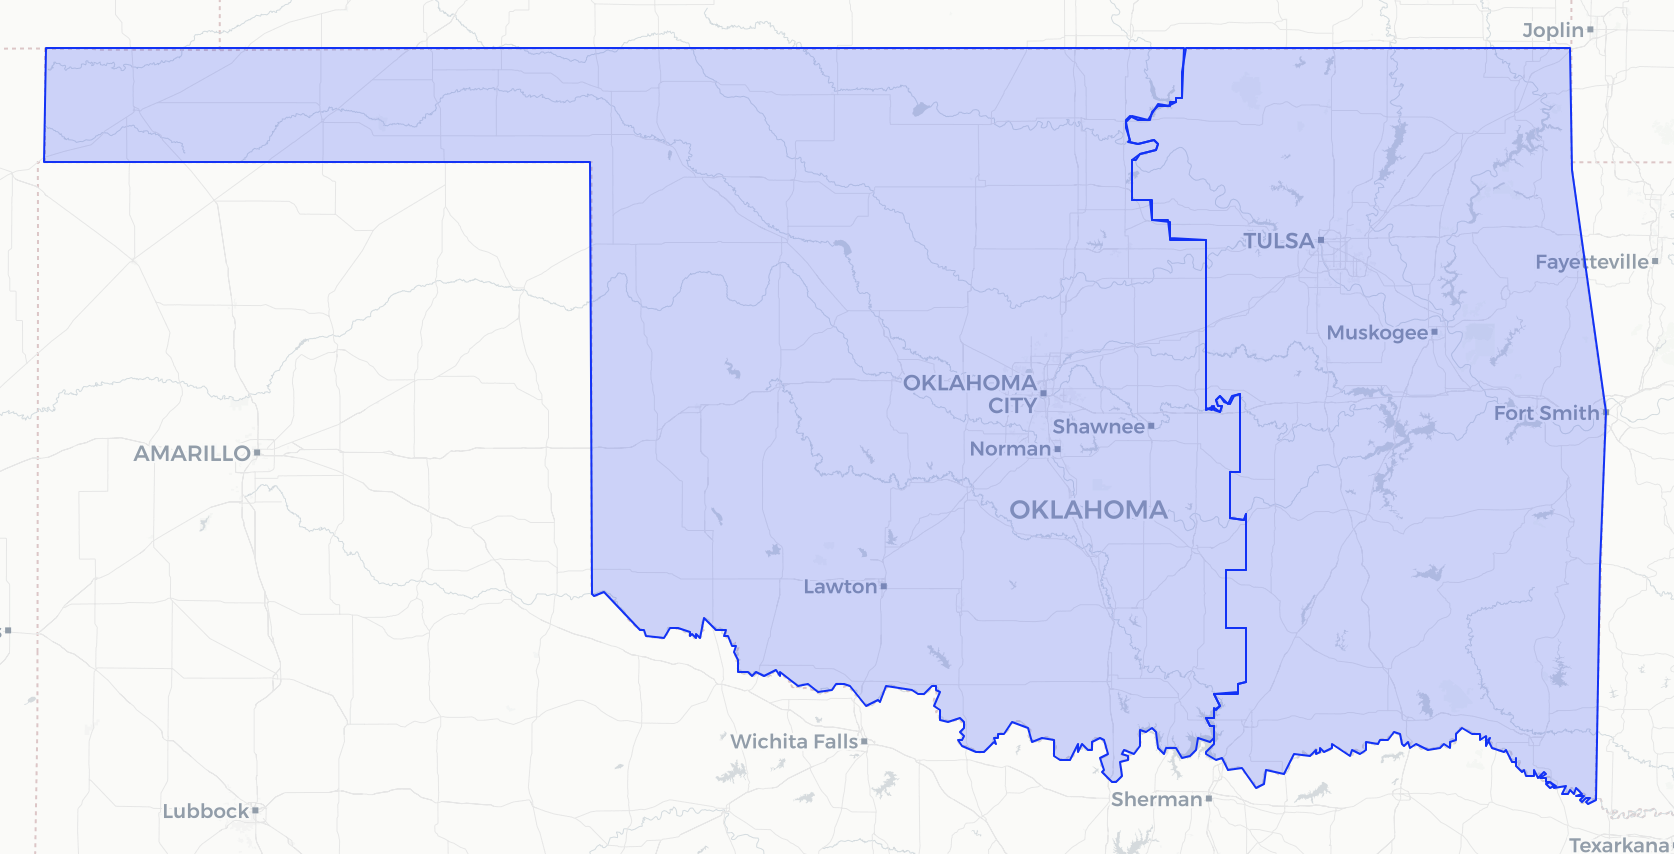 Joplin
TULSA
Fayetteville
Muskogee
OKLAHOMA
CITY
Fort Smith
Shawnee
Norman
AMARILLO
OKLAHOMA
Lawton
Wichita Falls
Sherman
Lubbock
Texarkana